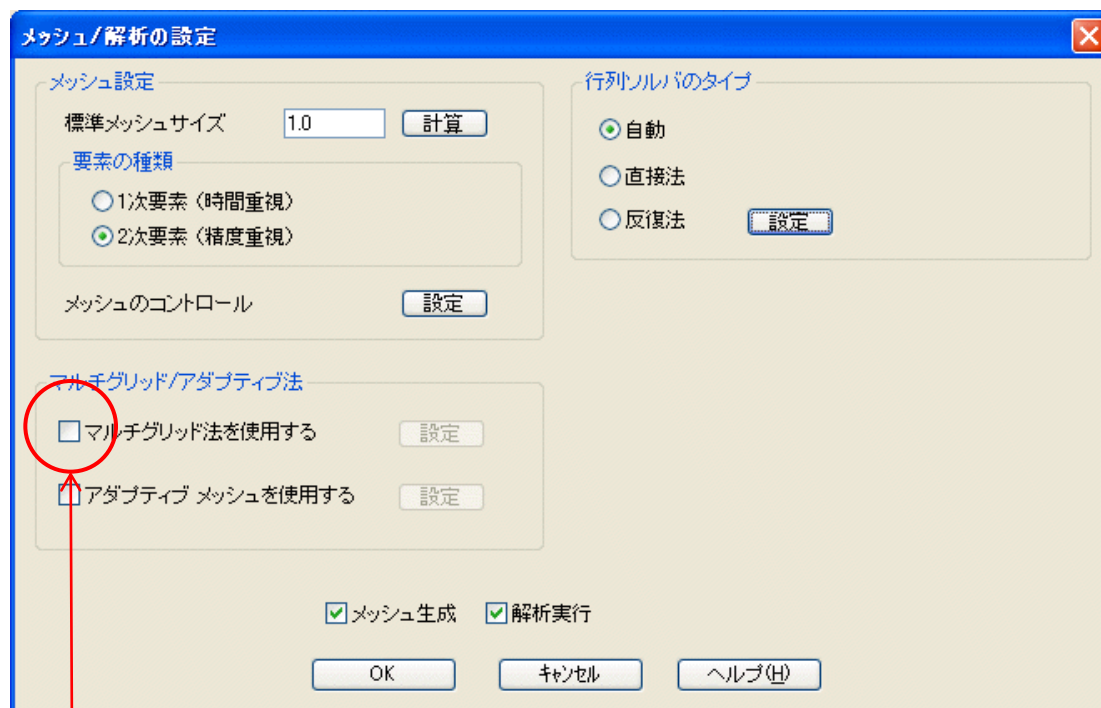 メッシュ/解析の設定
メッシュ設定
標準メッシュサイズ 1.0 計算
要素の種類
1次要素（時間重視）
2次要素（精度重視）
メッシュのコントロール 設定
行列ソルバのタイプ
自動
直接法
反復法 設定
マルチグリッド/アダプティブ法
マルチグリッド法を使用する 設定
アダプティブ メッシュを使用する 設定
メッシュ生成 解析実行
OK キャンセル ヘルプ(H)